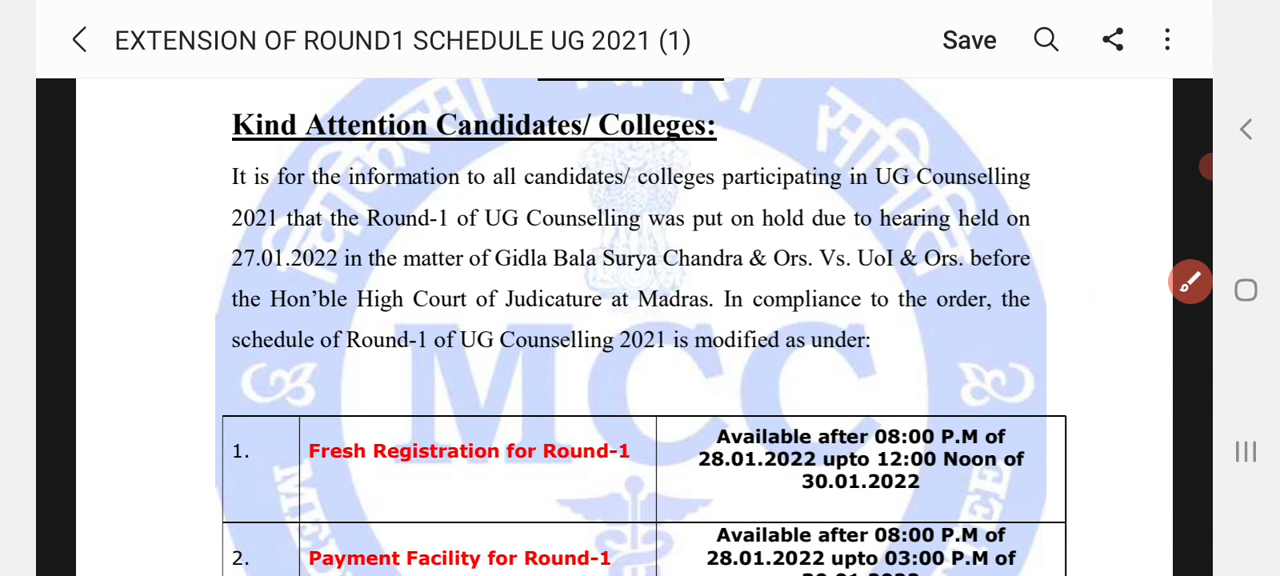 EXTENSION OF ROUND1 SCHEDULE UG 2021 (1)
Save
Kind Attention Candidates/ Colleges:
It is for the information to all candidates/ colleges participating in UG Counselling
2021 that the Round-1 of UG Counselling was put on hold due to hearing held on
27.01.2022 in the matter of Gidla Bala Surya Chandra & Ors. Vs. UoI & Ors. before
the Hon’ble High Court of Judicature at Madras. In compliance to the order, the
schedule of Round-1 of UG Counselling 2021 is modified as under:
MCC
1.
Fresh Registration for Round-1
Available after 08:00 P.M of
28.01.2022 upto 12:00 Noon of
30.01.2022
2.
Payment Facility for Round-1
Available after 08:00 P.M of
28.01.2022 upto 03:00 P.M of